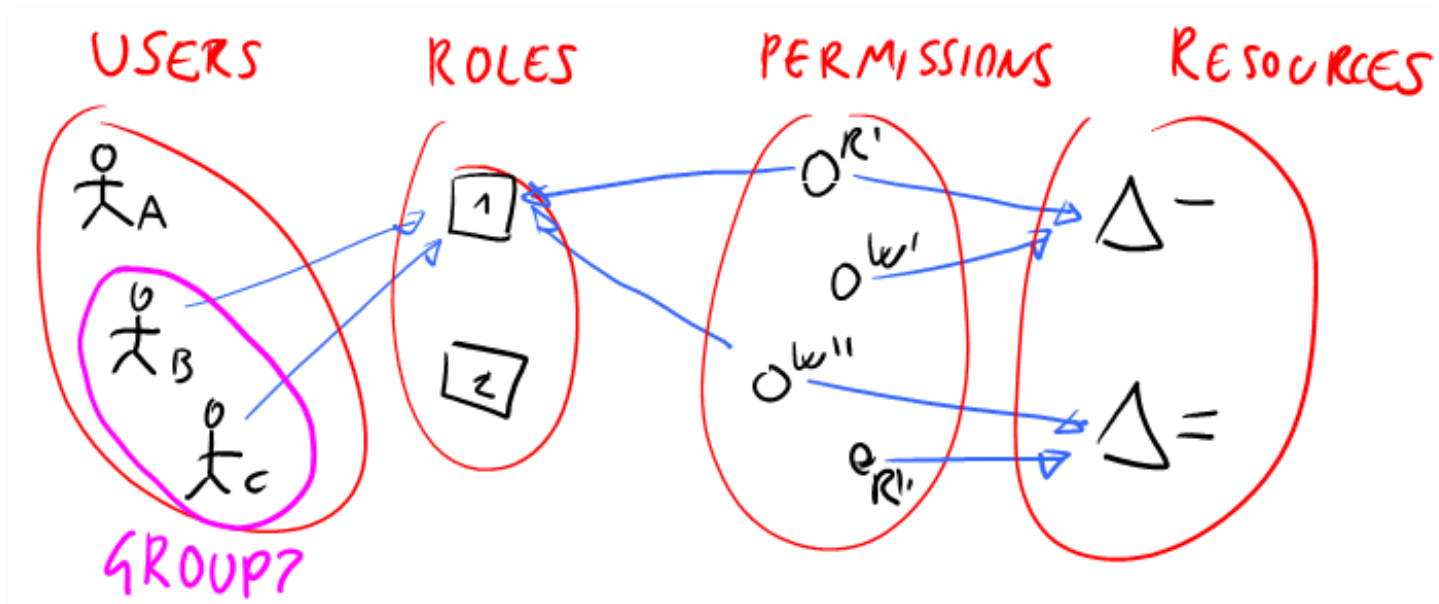 USERS ROLES PERMISSIONS RESOURCES
A
B
C
GROUP?
1
2
R'
W'
W''
R''
-
=